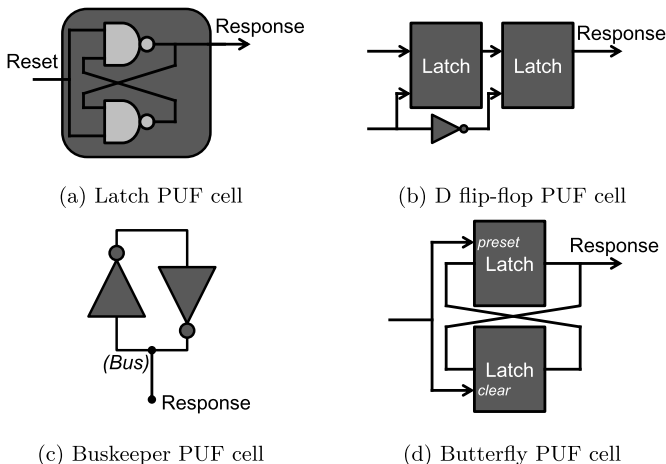 Response
Reset
Response
Latch
Latch
(a) Latch PUF cell
(b) D flip-flop PUF cell
preset
Response
Latch
(Bus)
Latch
clear
Response
(c) Buskeeper PUF cell
(d) Butterfly PUF cell